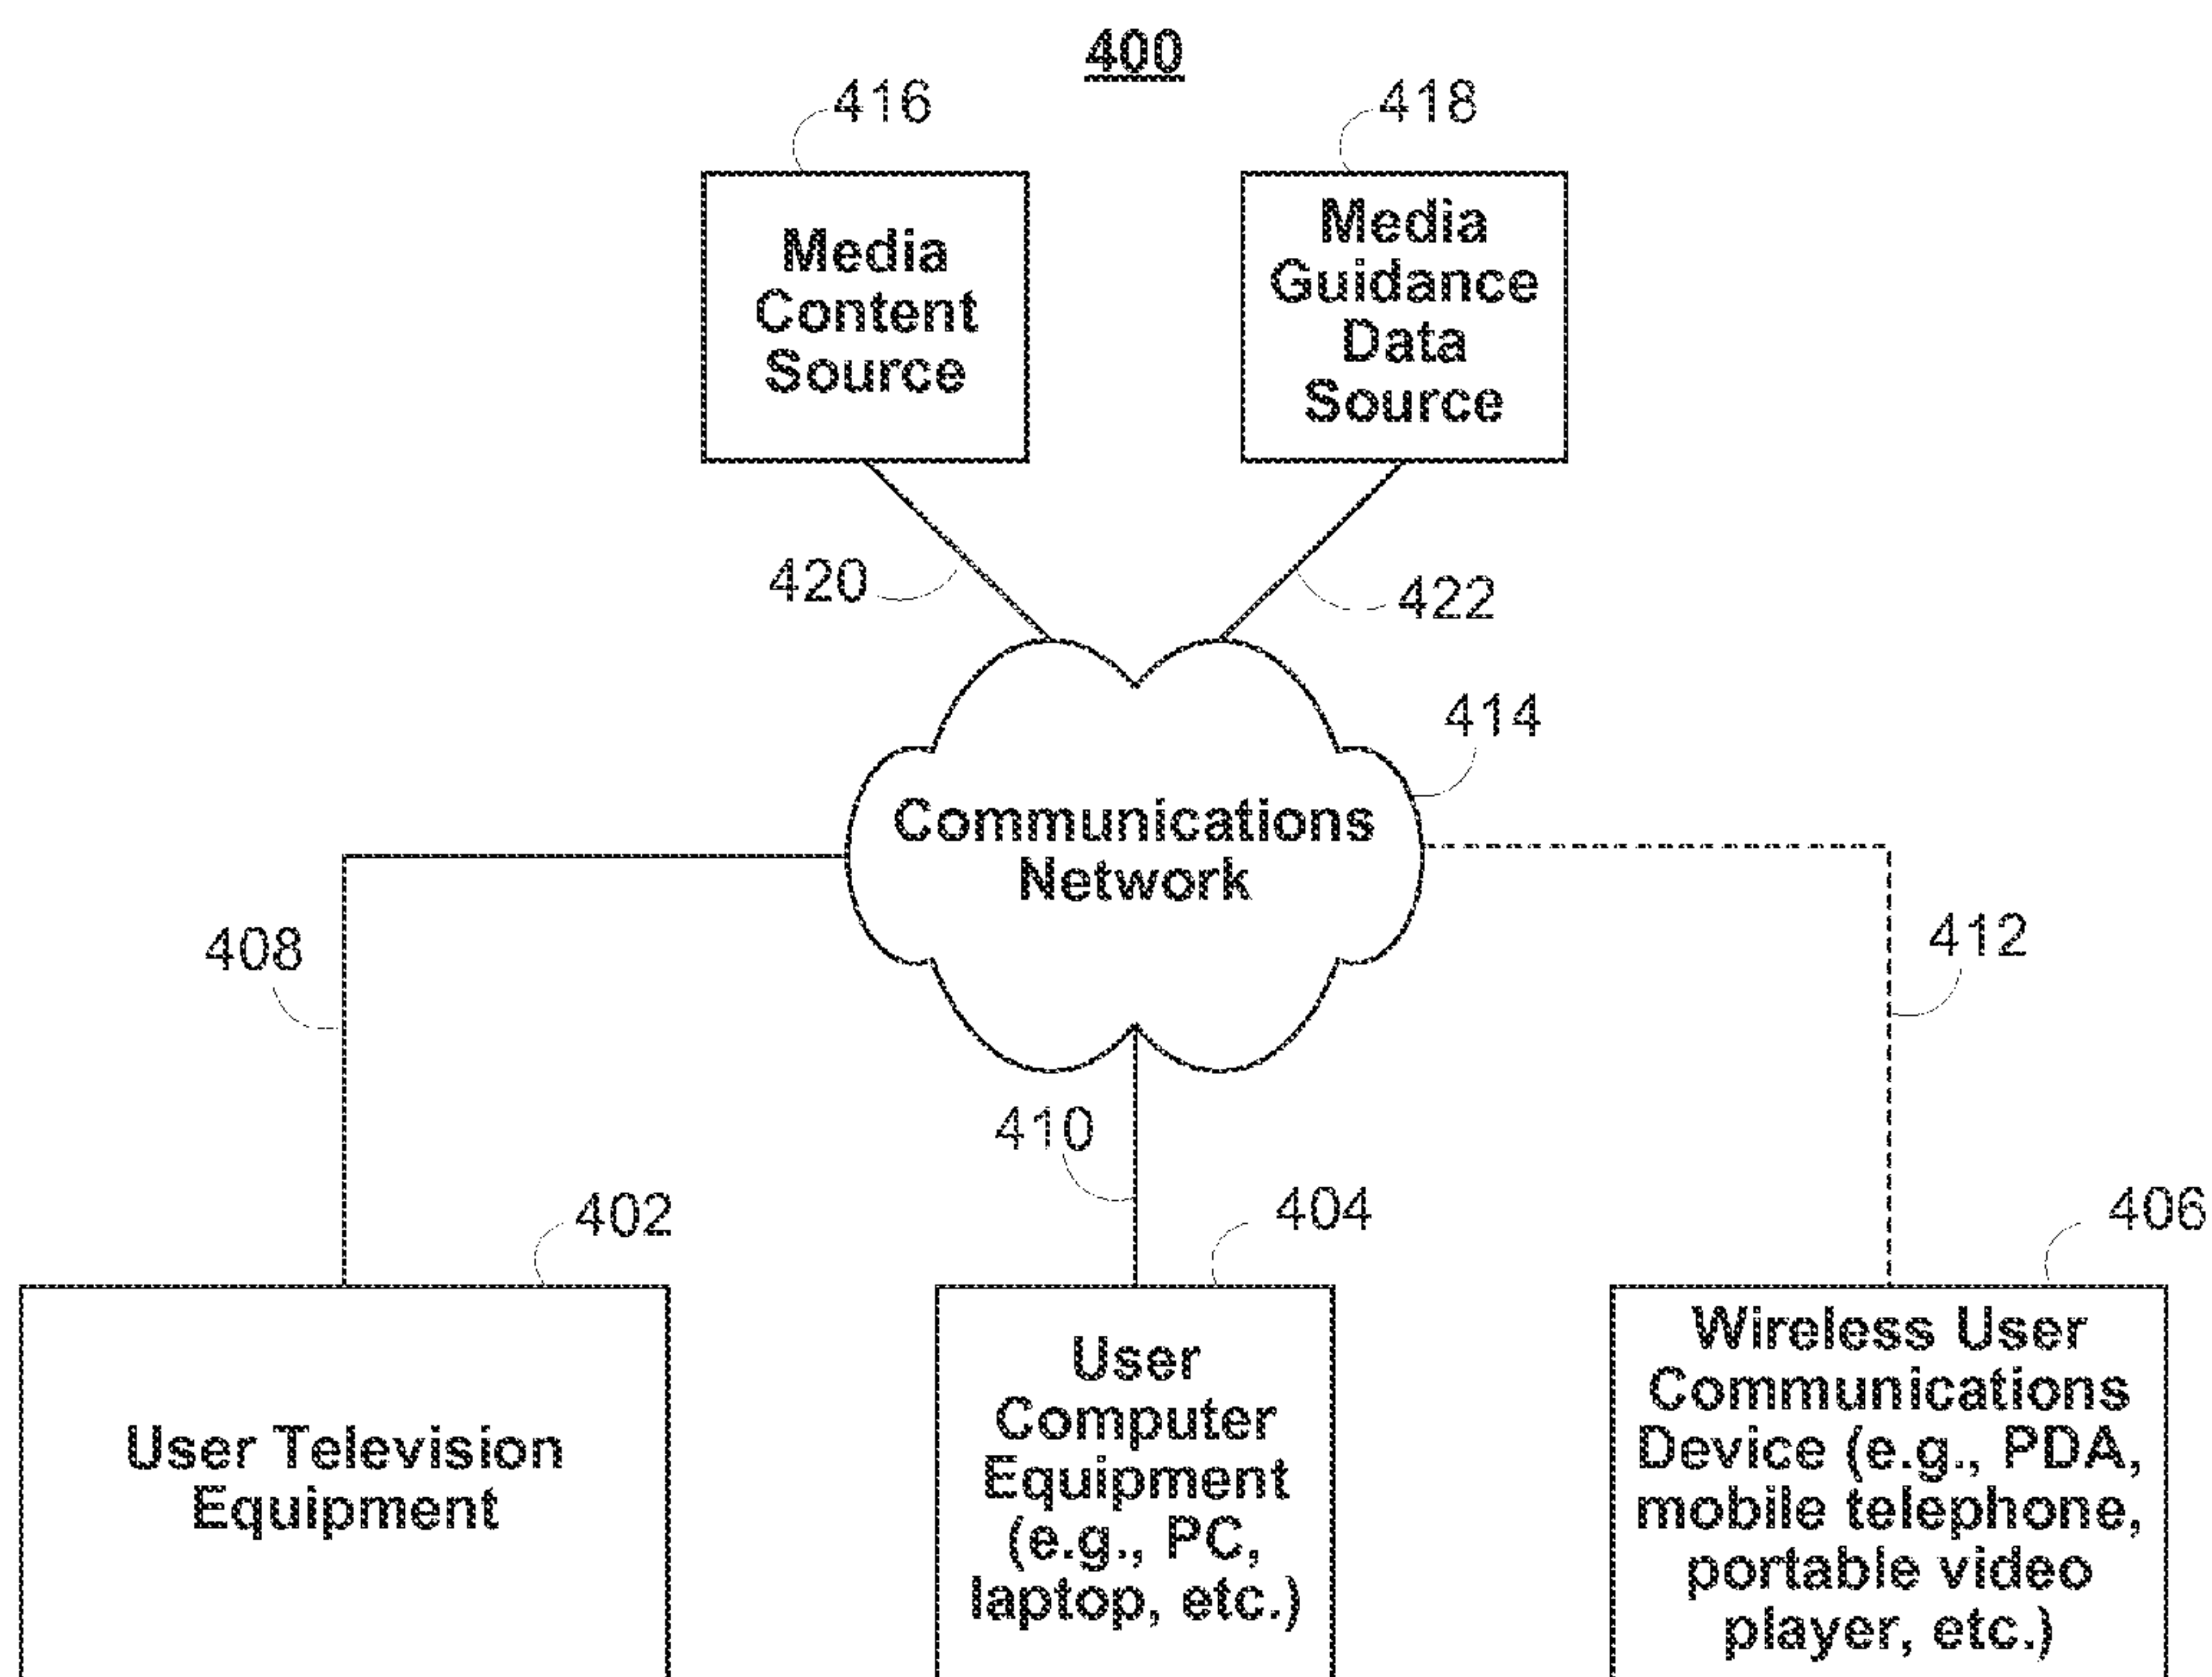 400
416
418
Media
Content
Source
Media
Guidance
Data
Source
420
422
414
Communications
Network
408
412
410
402
404
406
User Television
Equipment
User
Computer
Equipment
(e.g., PC,
laptop, etc.)
Wireless User
Communications
Device (e.g., PDA,
mobile telephone,
portable video
player, etc.)